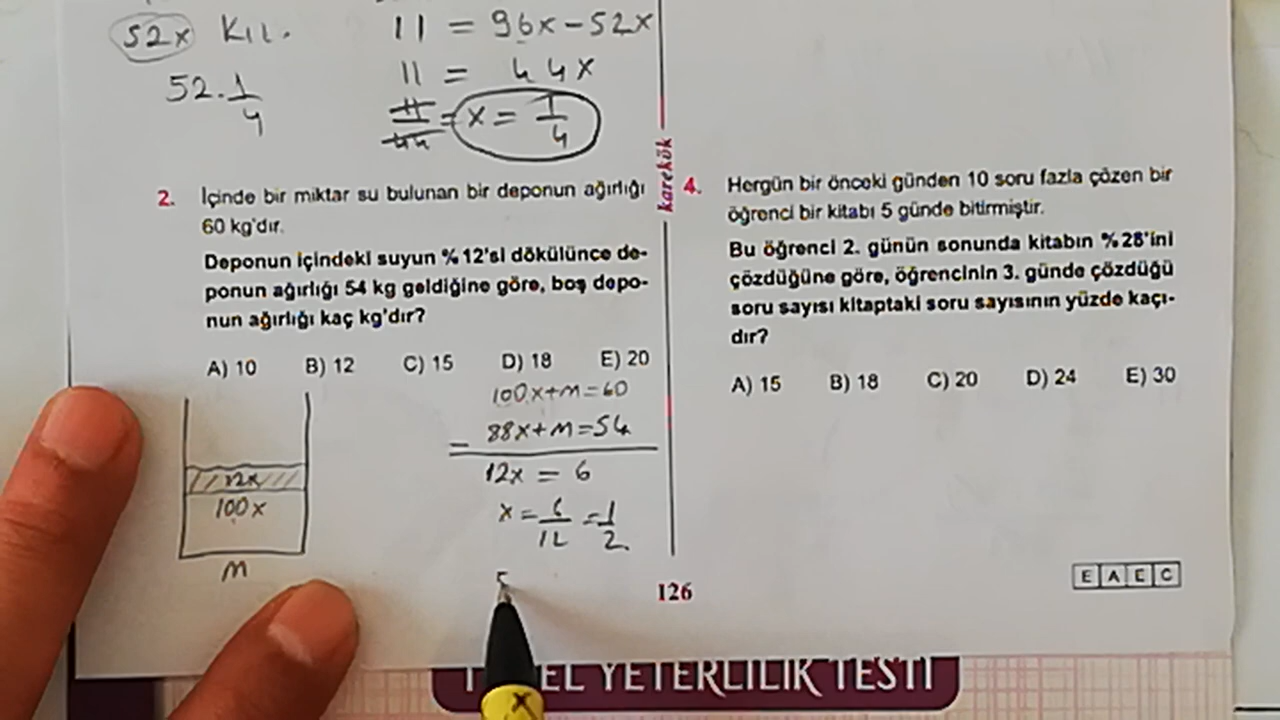 52x KIL.
11 = 96x-52x
11 = 44x
52.1/4
11/44 = x = 1/4
karekök
2. İçinde bir miktar su bulunan bir deponun ağırlığı
60 kg'dır.
Deponun içindeki suyun %12'si dökülünce de-
ponun ağırlığı 54 kg geldiğine göre, boş depo-
nun ağırlığı kaç kg'dır?
A) 10 B) 12 C) 15 D) 18 E) 20
100x+m=60
88x+m=54
12x = 6
x = 6/12 = 1/2
12x
100x
m
4. Hergün bir önceki günden 10 soru fazla çözen bir
öğrenci bir kitabı 5 günde bitirmiştir.
Bu öğrenci 2. günün sonunda kitabın %28'ini
çözdüğüne göre, öğrencinin 3. günde çözdüğü
soru sayısı kitaptaki soru sayısının yüzde kaçı-
dır?
A) 15 B) 18 C) 20 D) 24 E) 30
126
E A E C
YETERLİLİK TESTİ